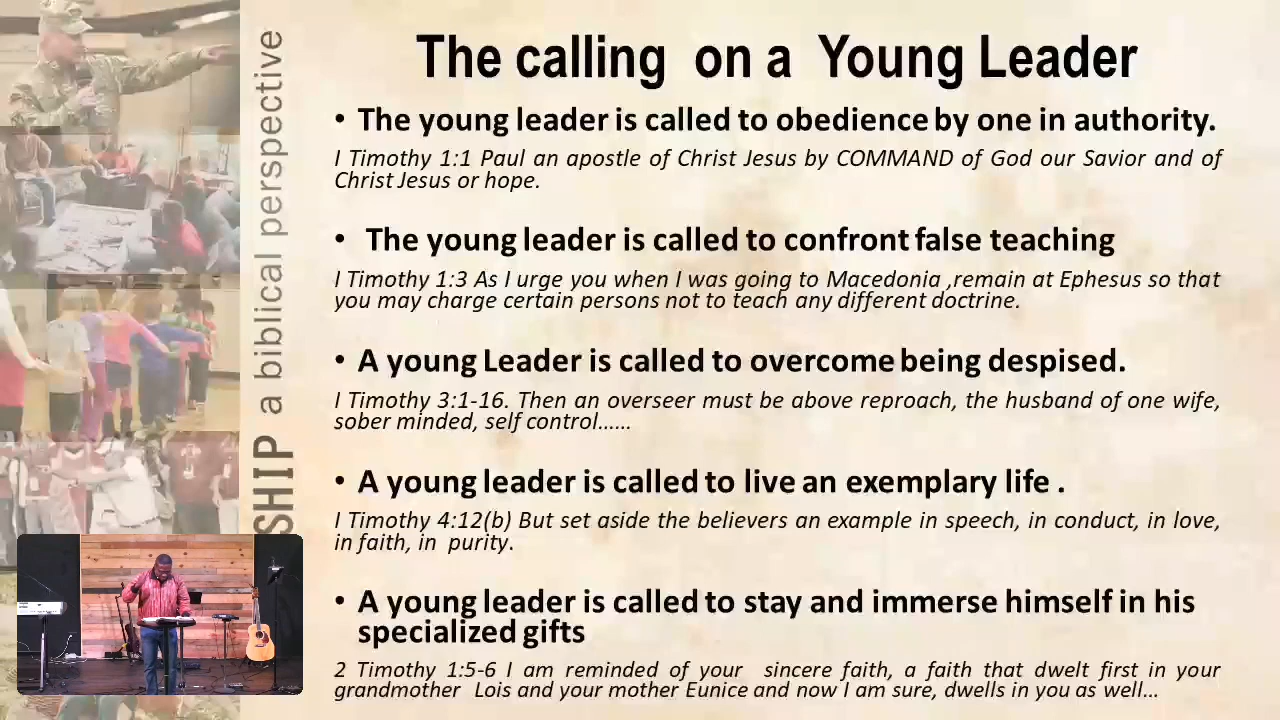 The calling on a Young Leader
• The young leader is called to obedience by one in authority.
I Timothy 1:1 Paul an apostle of Christ Jesus by COMMAND of God our Savior and of
Christ Jesus or hope.
• The young leader is called to confront false teaching
I Timothy 1:3 As I urge you when I was going to Macedonia ,remain at Ephesus so that
you may charge certain persons not to teach any different doctrine.
• A young Leader is called to overcome being despised.
I Timothy 3:1-16. Then an overseer must be above reproach, the husband of one wife,
sober minded, self control......
• A young leader is called to live an exemplary life .
I Timothy 4:12(b) But set aside the believers an example in speech, in conduct, in love,
in faith, in purity.
• A young leader is called to stay and immerse himself in his
specialized gifts
2 Timothy 1:5-6 I am reminded of your sincere faith, a faith that dwelt first in your
grandmother Lois and your mother Eunice and now I am sure, dwells in you as well...
SHIP a biblical perspective